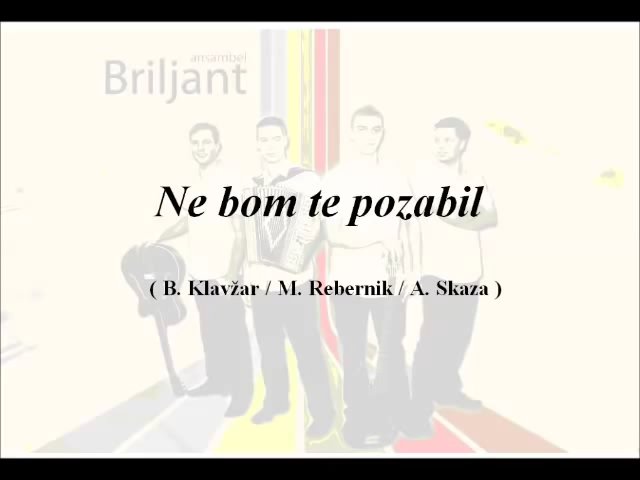 ansambel
Briljant
Ne bom te pozabil
( B. Klavžar / M. Rebernik / A. Skaza )